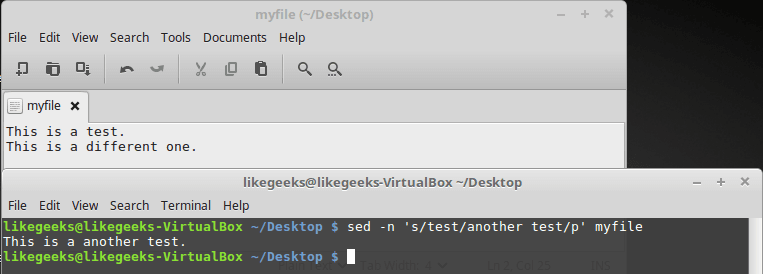 myfile (~/Desktop)
File Edit View Search Tools Documents Help
myfile
This is a test.
This is a different one.
likegeeks@likegeeks-VirtualBox ~/Desktop
File Edit View Search Terminal Help
likegeeks@likegeeks-VirtualBox ~/Desktop $ sed -n 's/test/another test/p' myfile
This is a another test.
likegeeks@likegeeks-VirtualBox ~/Desktop $